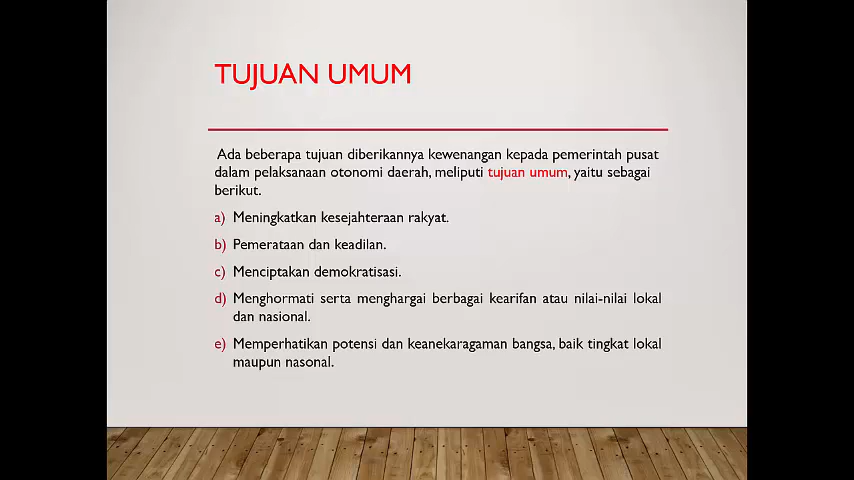 TUJUAN UMUM
Ada beberapa tujuan diberikannya kewenangan kepada pemerintah pusat
dalam pelaksanaan otonomi daerah, meliputi tujuan umum, yaitu sebagai
berikut.
a) Meningkatkan kesejahteraan rakyat.
b) Pemerataan dan keadilan.
c) Menciptakan demokratisasi.
d) Menghormati serta menghargai berbagai kearifan atau nilai-nilai lokal
dan nasional.
e) Memperhatikan potensi dan keanekaragaman bangsa, baik tingkat lokal
maupun nasonal.